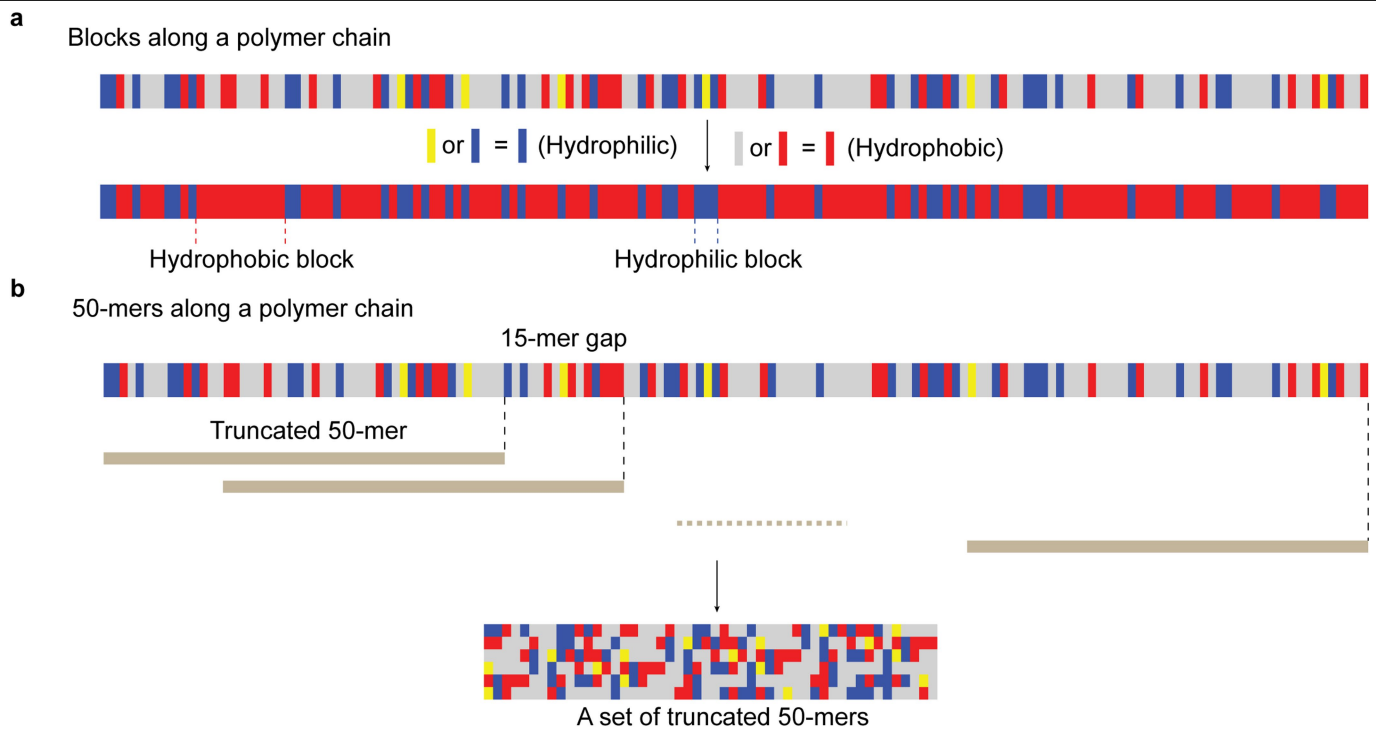 a
Blocks along a polymer chain
or = (Hydrophilic) or = (Hydrophobic)
Hydrophobic block Hydrophilic block
b
50-mers along a polymer chain
15-mer gap
Truncated 50-mer
A set of truncated 50-mers